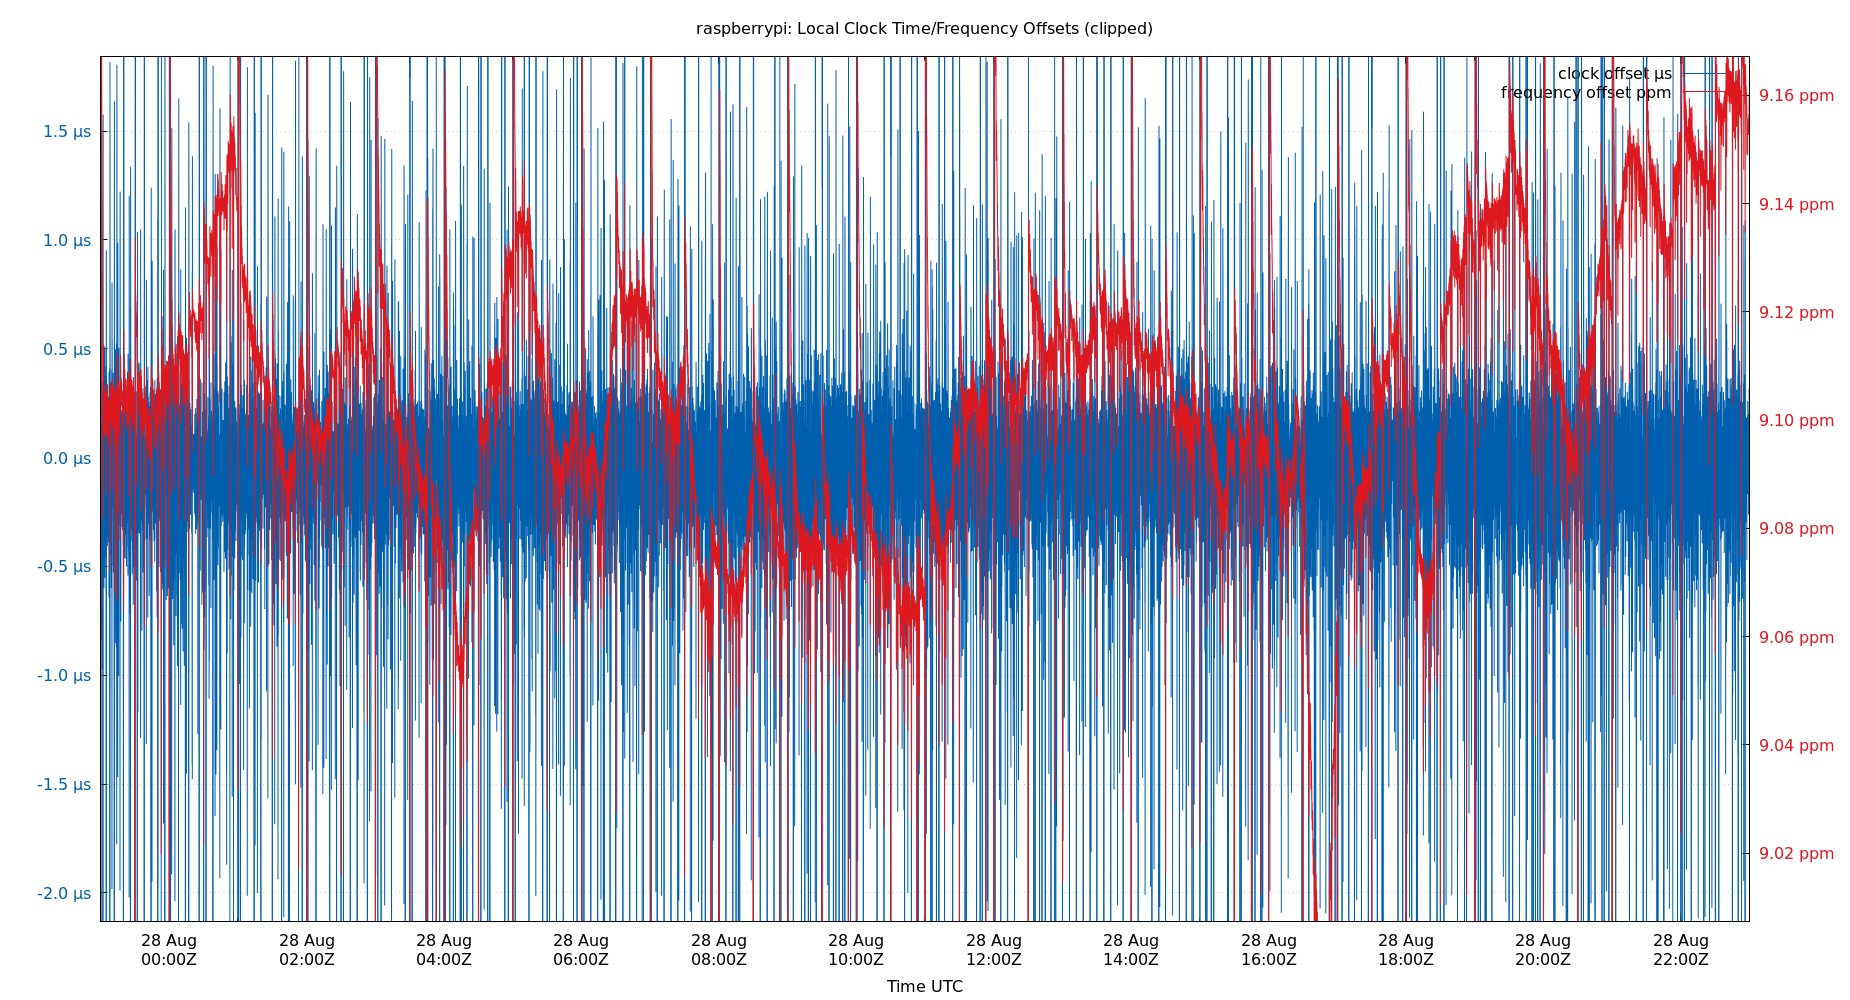 raspberrypi: Local Clock Time/Frequency Offsets (clipped)
clock offset µs
frequency offset ppm
1.5 µs
1.0 µs
0.5 µs
0.0 µs
-0.5 µs
-1.0 µs
-1.5 µs
-2.0 µs
9.16 ppm
9.14 ppm
9.12 ppm
9.10 ppm
9.08 ppm
9.06 ppm
9.04 ppm
9.02 ppm
28 Aug 28 Aug 28 Aug 28 Aug 28 Aug 28 Aug 28 Aug 28 Aug 28 Aug 28 Aug 28 Aug 28 Aug
00:00Z 02:00Z 04:00Z 06:00Z 08:00Z 10:00Z 12:00Z 14:00Z 16:00Z 18:00Z 20:00Z 22:00Z
Time UTC